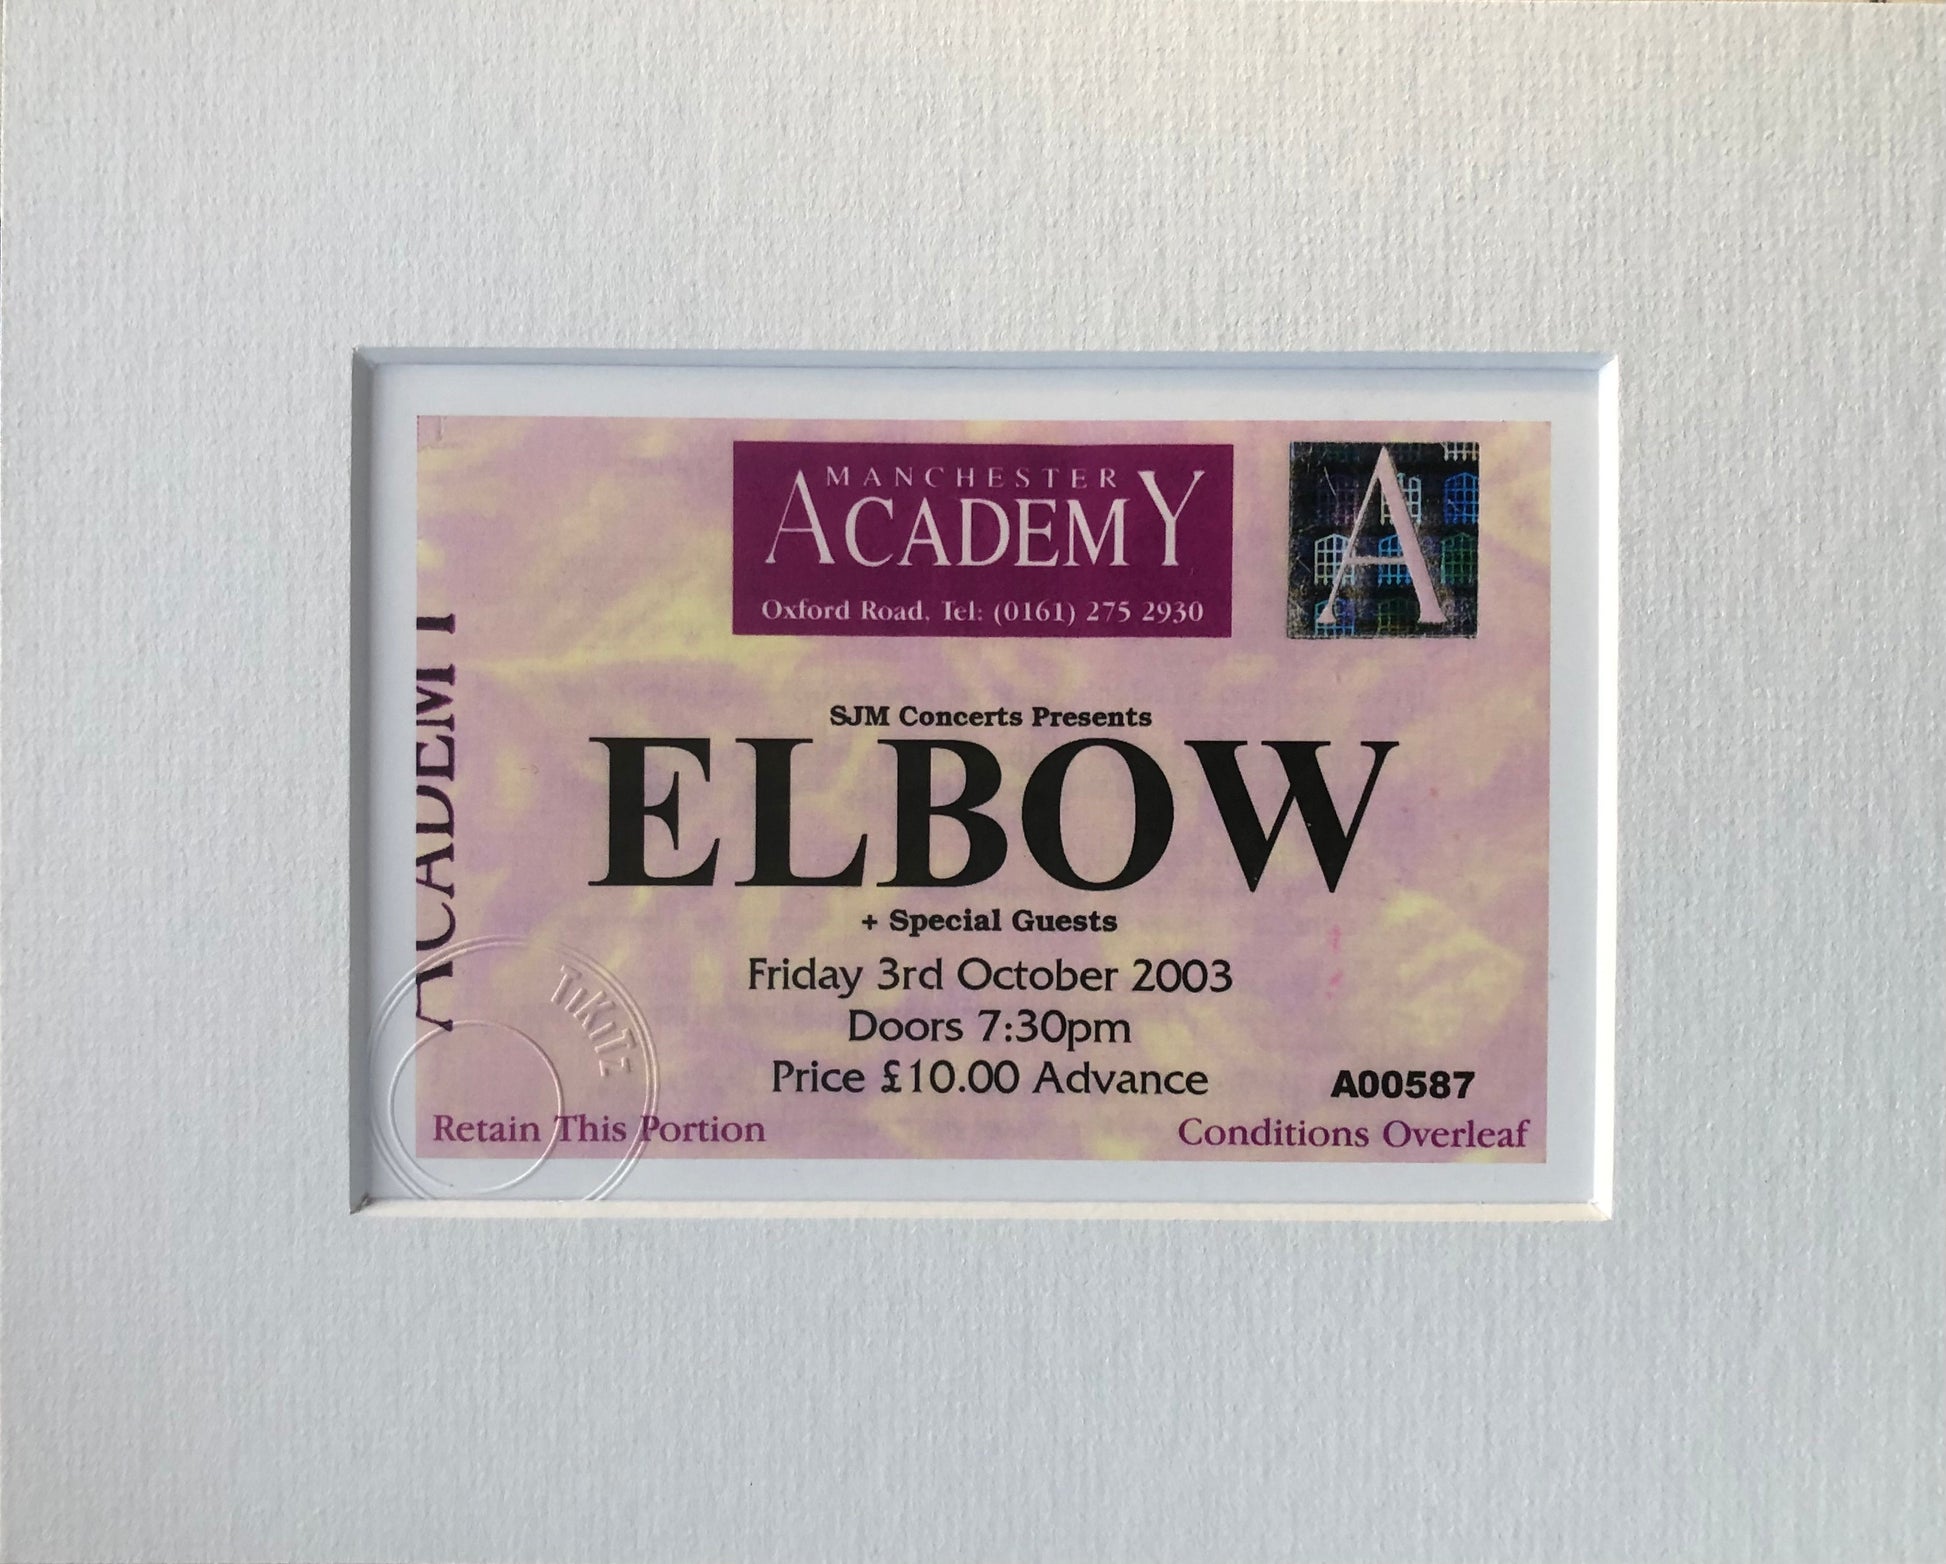 MANCHESTER
ACADEMY
Oxford Road, Tel: (0161) 275 2930
A
ACADEMY
SJM Concerts Presents
ELBOW
+ Special Guests
Friday 3rd October 2003
Doors 7:30pm
Price £10.00 Advance
A00587
TiKiTz
Retain This Portion
Conditions Overleaf